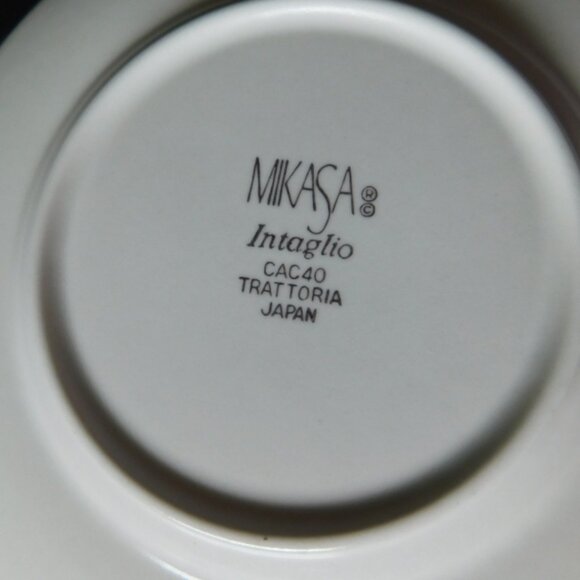 MIKASA ® ©
Intaglio
CAC40
TRATTORIA
JAPAN